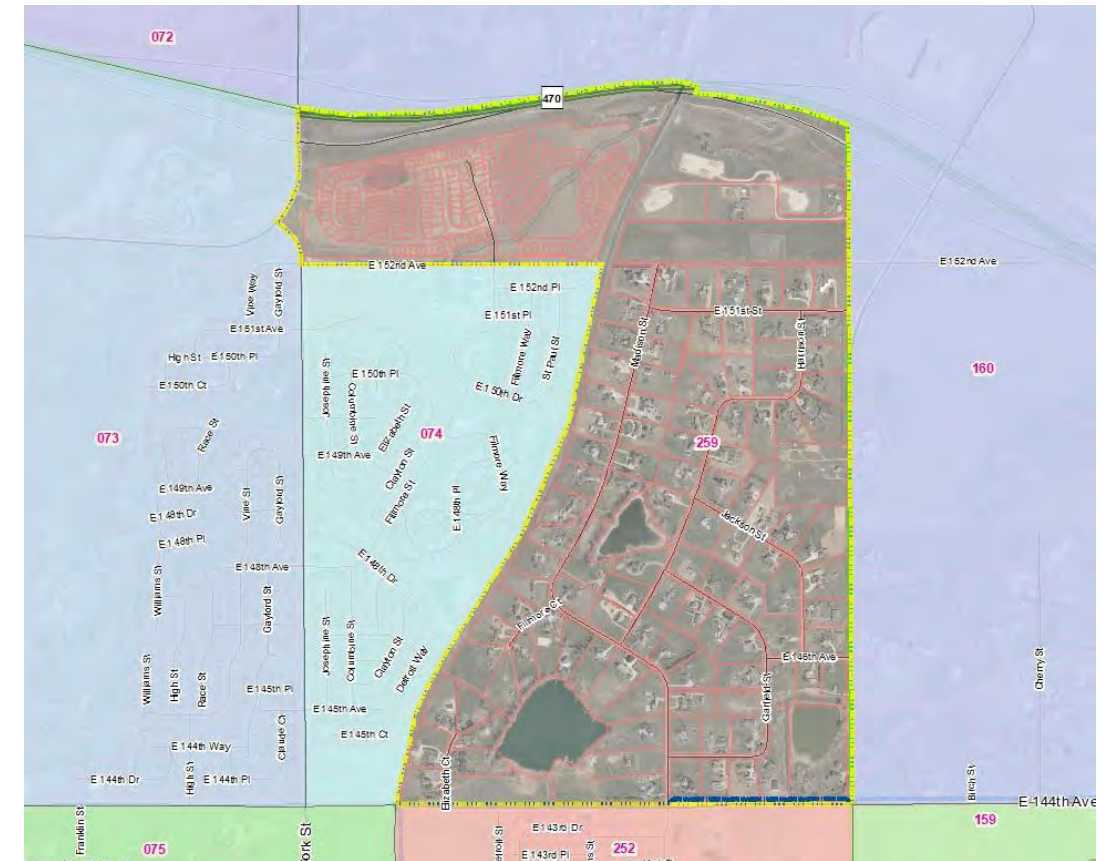 072
470
E 152nd Ave
E 152nd Ave
Vine Way
Gaylord St
E 152nd Pl
E 151st Pl
E 151st St
E 151st Ave
Fillmore Way
St Paul St
Madison St
Harrison St
High St
E 150th Pl
E 150th Ct
Josephine St
E 150th Pl
Columbine St
E 150th Dr
160
Elizabeth St
073
Race St
074
259
E 149th Ave
Clayton St
Fillmore Way
E 149th Ave
Vine St
Gaylord St
Fillmore St
E 148th Pl
E 148th Dr
Jackson St
E 148th Pl
E 148th Ave
E 148th Dr
Williams St
Gaylord St
Fillmore Ct
Josephine St
Columbine St
Clayton St
Detroit Way
E 146th Ave
Cherry St
Williams St
High St
Race St
E 145th Pl
Garfield St
E 145th Ave
Claude Ct
E 145th Ct
E 144th Way
E 144th Dr
High St
E 144th Pl
Elizabeth Ct
Birch St
E 144th Ave
Franklin St
159
E 143rd Dr
075
252
E 143rd Pl